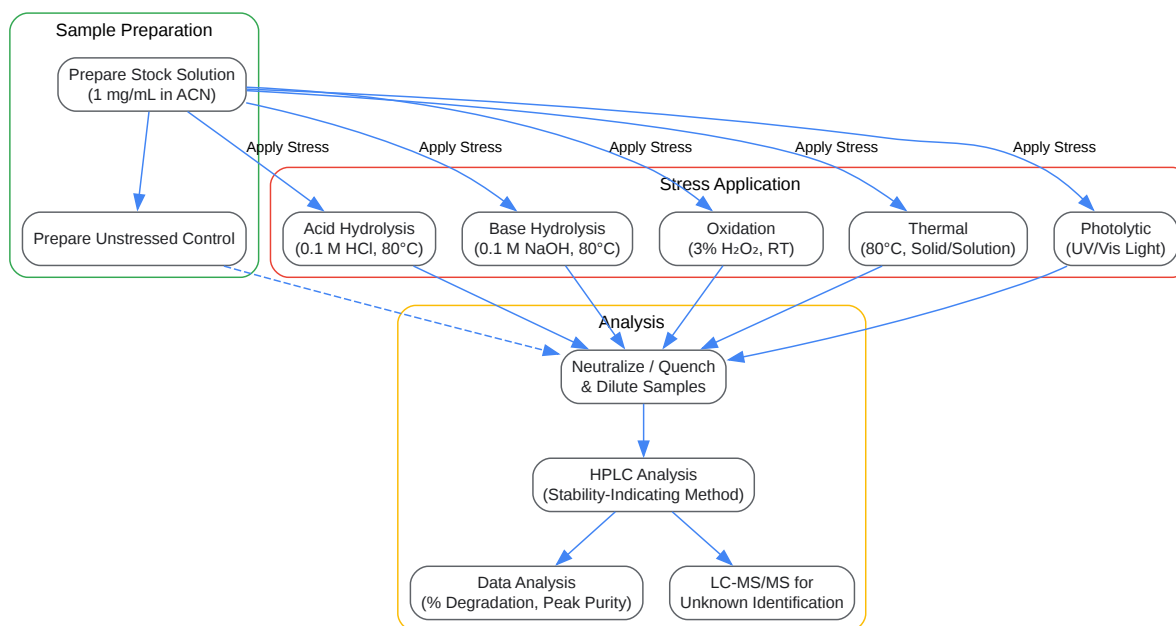 Sample Preparation
Prepare Stock Solution
(1 mg/mL in ACN)
Apply Stress
Apply Stress
Apply Stress
Apply Stress
Apply Stress
Stress Application
Prepare Unstressed Control
Acid Hydrolysis
(0.1 M HCl, 80°C)
Base Hydrolysis
(0.1 M NaOH, 80°C)
Oxidation
(3% H₂O₂, RT)
Thermal
(80°C, Solid/Solution)
Photolytic
(UV/Vis Light)
Analysis
Neutralize / Quench
& Dilute Samples
HPLC Analysis
(Stability-Indicating Method)
Data Analysis
(% Degradation, Peak Purity)
LC-MS/MS for
Unknown Identification